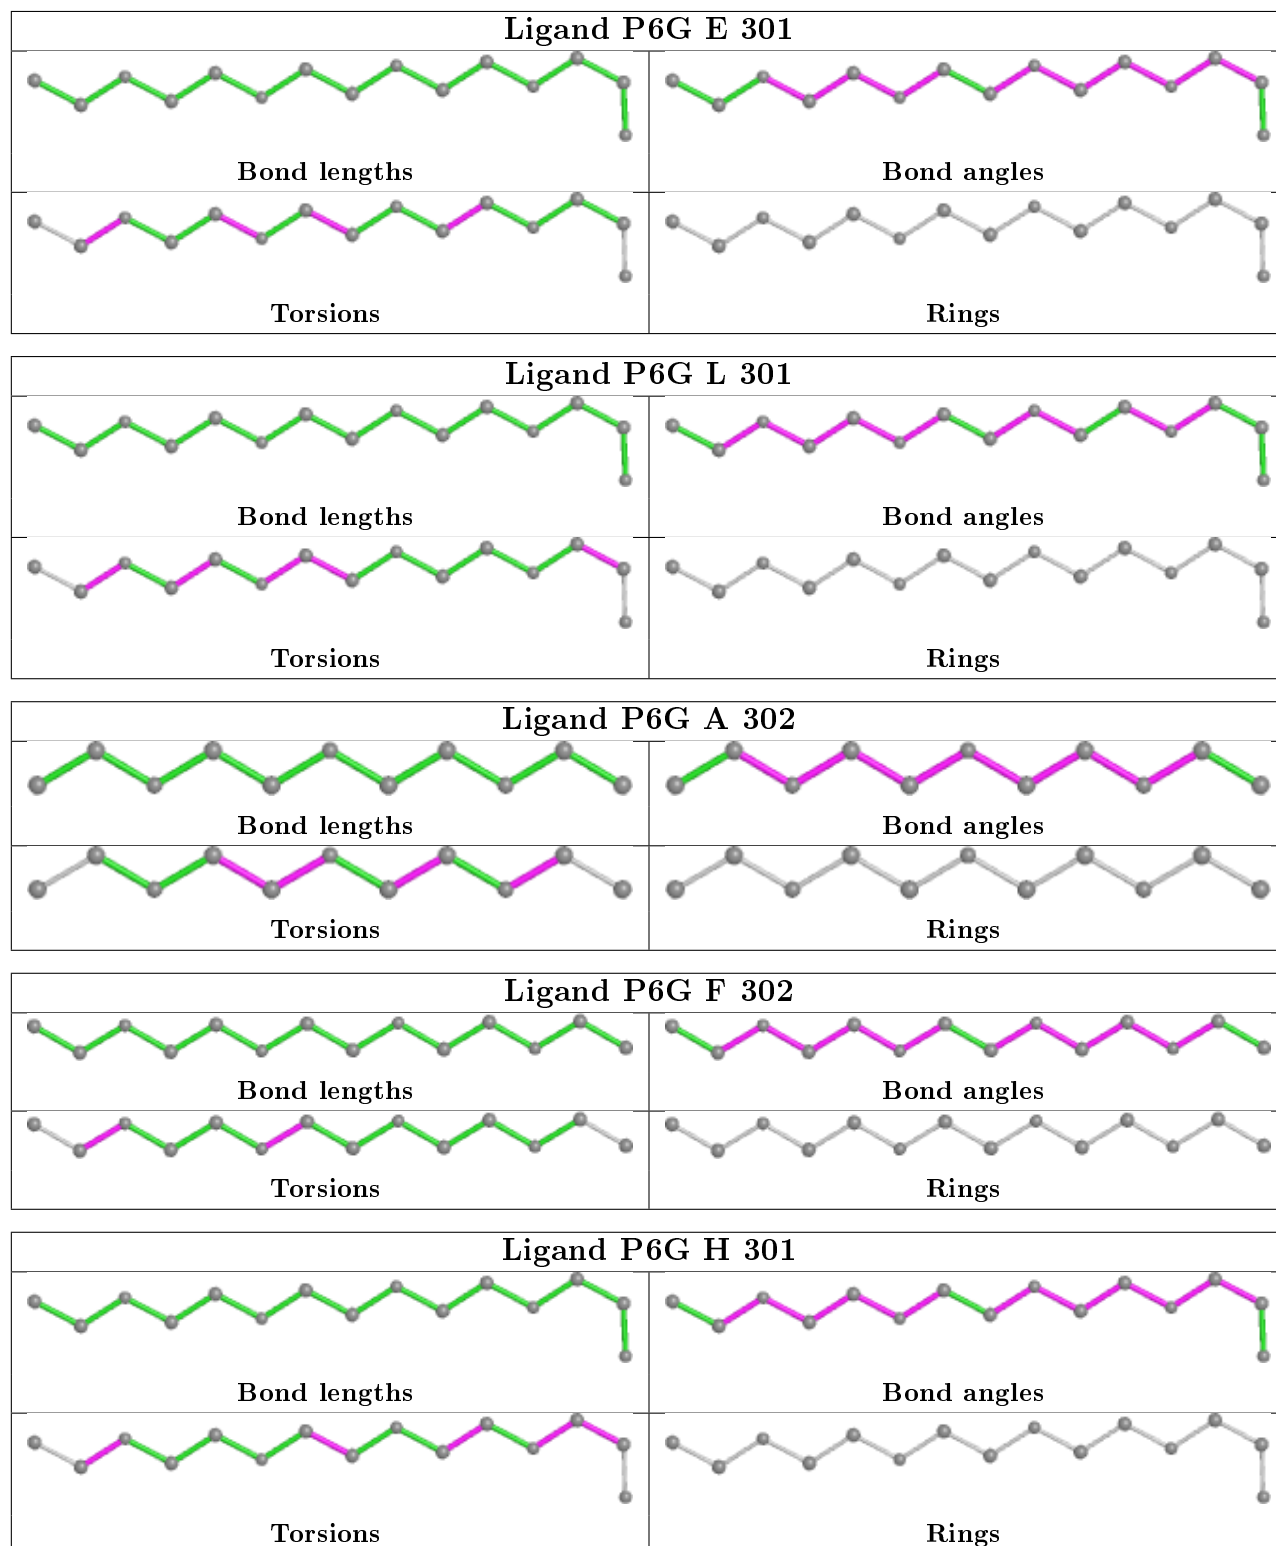 Ligand P6G E 301
Bond lengths Bond angles
Torsions Rings
Ligand P6G L 301
Bond lengths Bond angles
Torsions Rings
Ligand P6G A 302
Bond lengths Bond angles
Torsions Rings
Ligand P6G F 302
Bond lengths Bond angles
Torsions Rings
Ligand P6G H 301
Bond lengths Bond angles
Torsions Rings